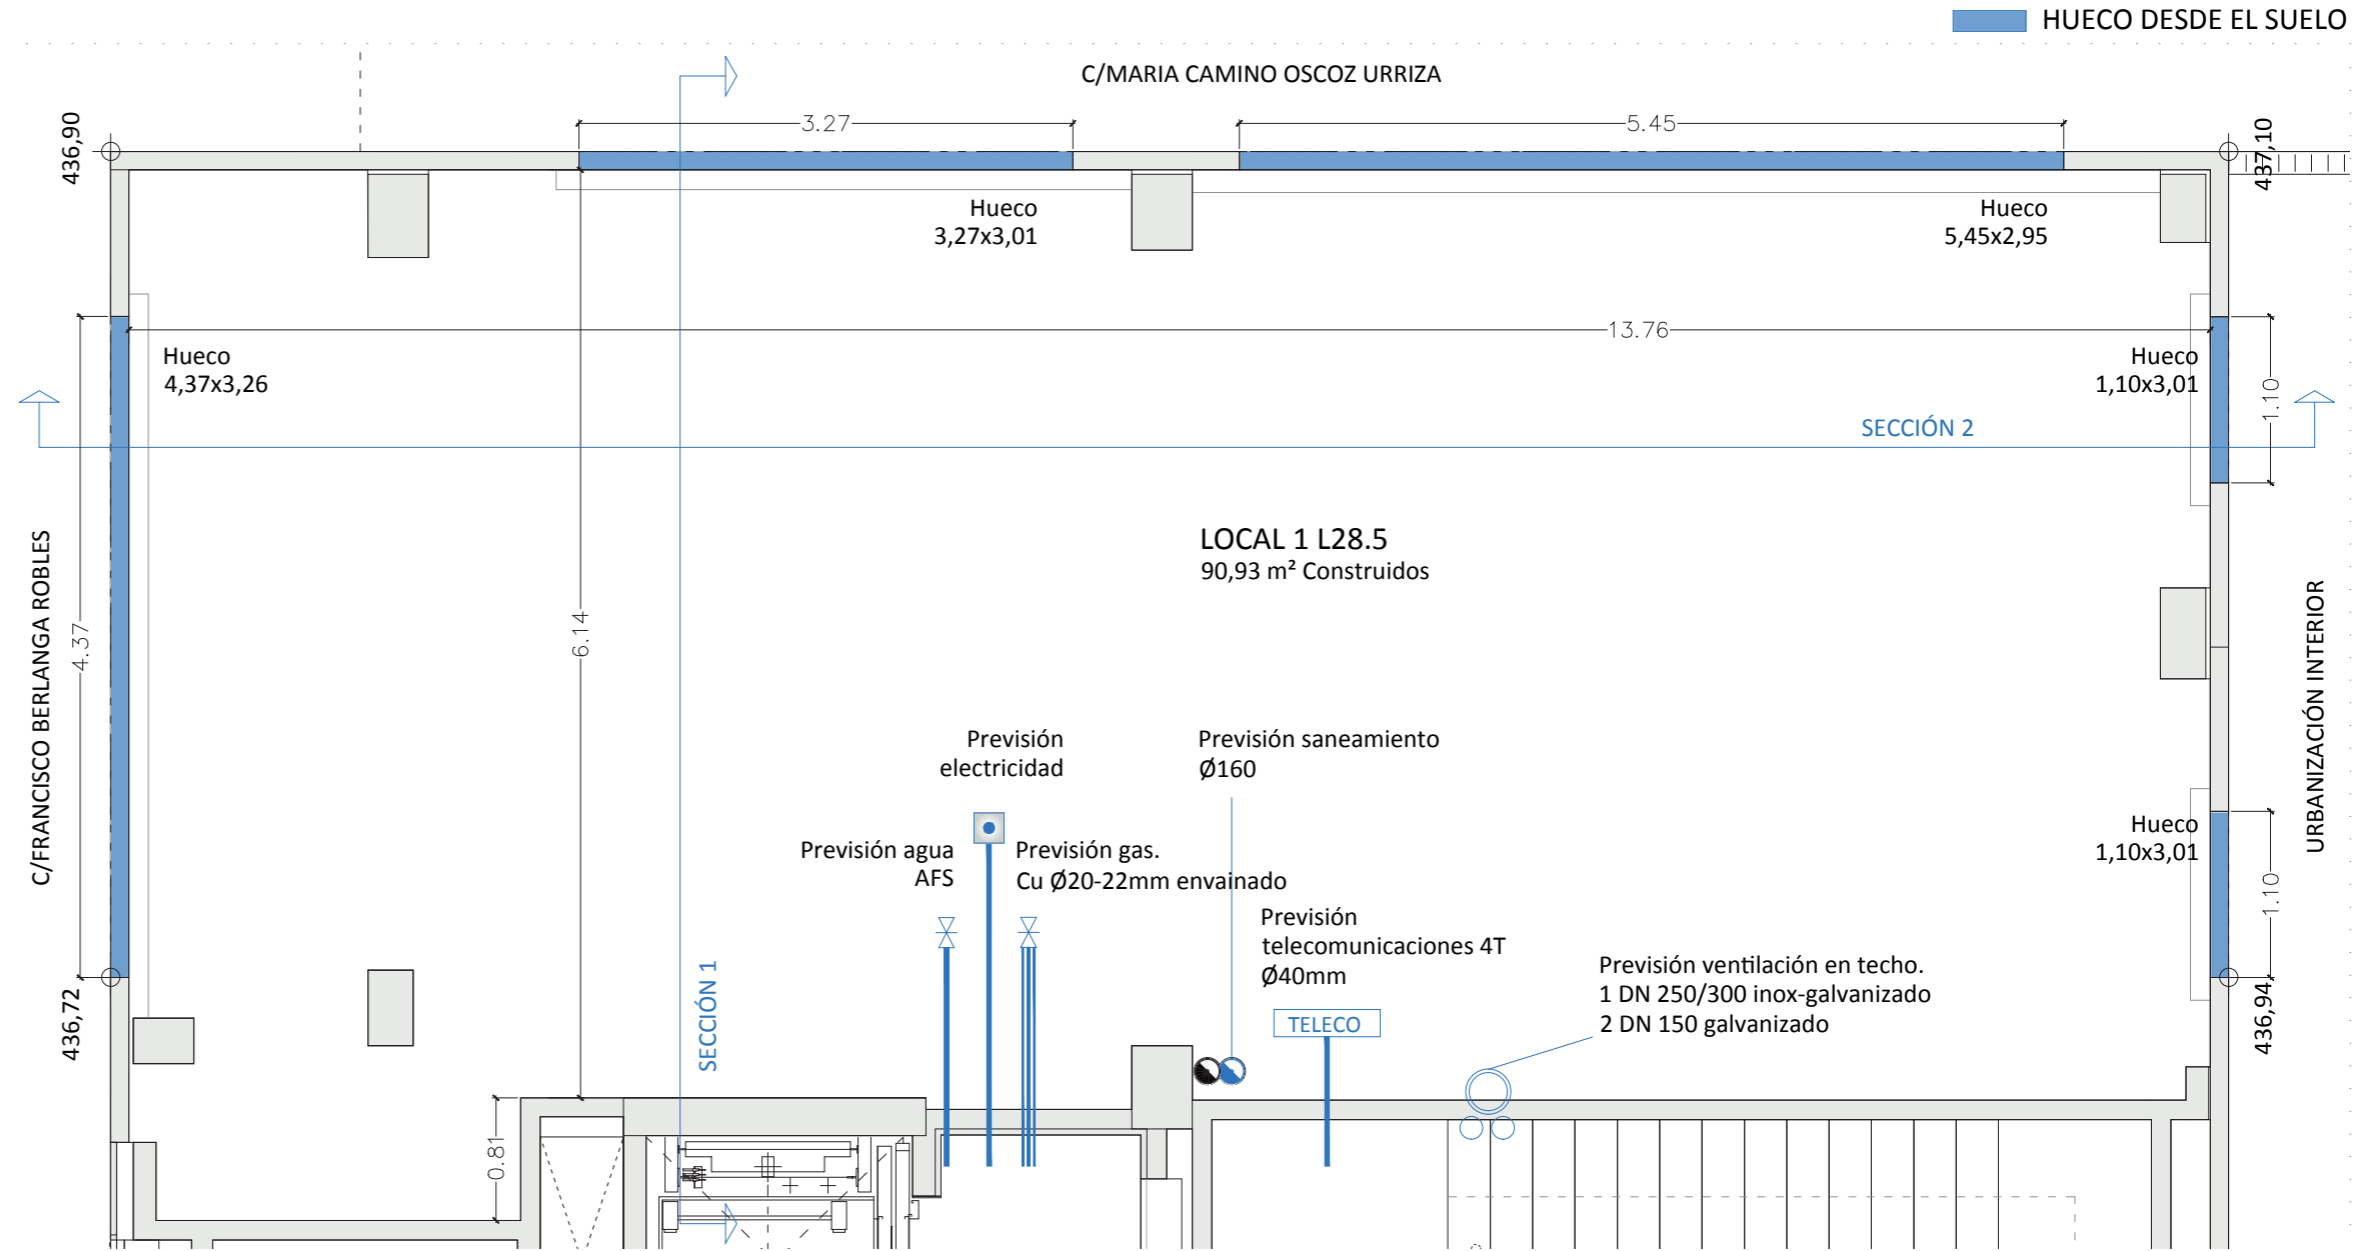 HUECO DESDE EL SUELO
C/MARIA CAMINO OSCOZ URRIZA
436,90
3.27
5.45
437,10
Hueco
3,27x3,01
Hueco
5,45x2,95
13.76
Hueco
4,37x3,26
Hueco
1,10x3,01
1.10
SECCIÓN 2
LOCAL 1 L28.5
90,93 m² Construidos
C/FRANCISCO BERLANGA ROBLES
4.37
6.14
URBANIZACIÓN INTERIOR
Previsión
electricidad
Previsión saneamiento
Ø160
Previsión agua
AFS
Previsión gas.
Cu Ø20-22mm envainado
Hueco
1,10x3,01
1.10
Previsión
telecomunicaciones 4T
Ø40mm
TELECO
Previsión ventilación en techo.
1 DN 250/300 inox-galvanizado
2 DN 150 galvanizado
436,72
SECCIÓN 1
436,94
0.81